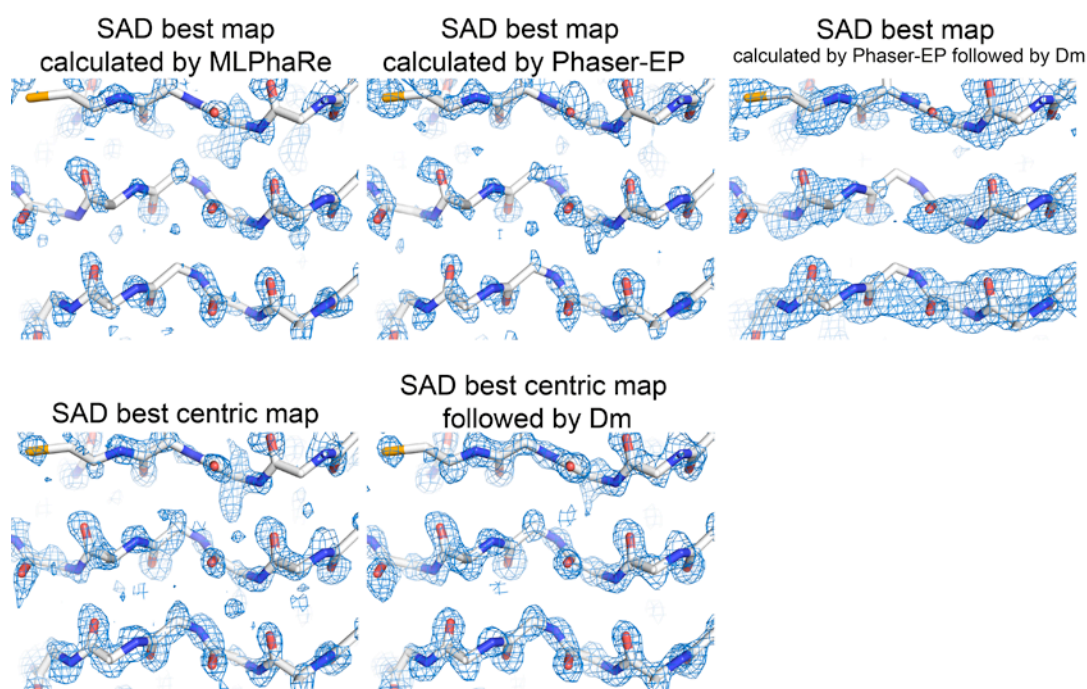 SAD best map
calculated by MLPhaRe
SAD best map
calculated by Phaser-EP
SAD best map
calculated by Phaser-EP followed by Dm
SAD best centric map
SAD best centric map
followed by Dm